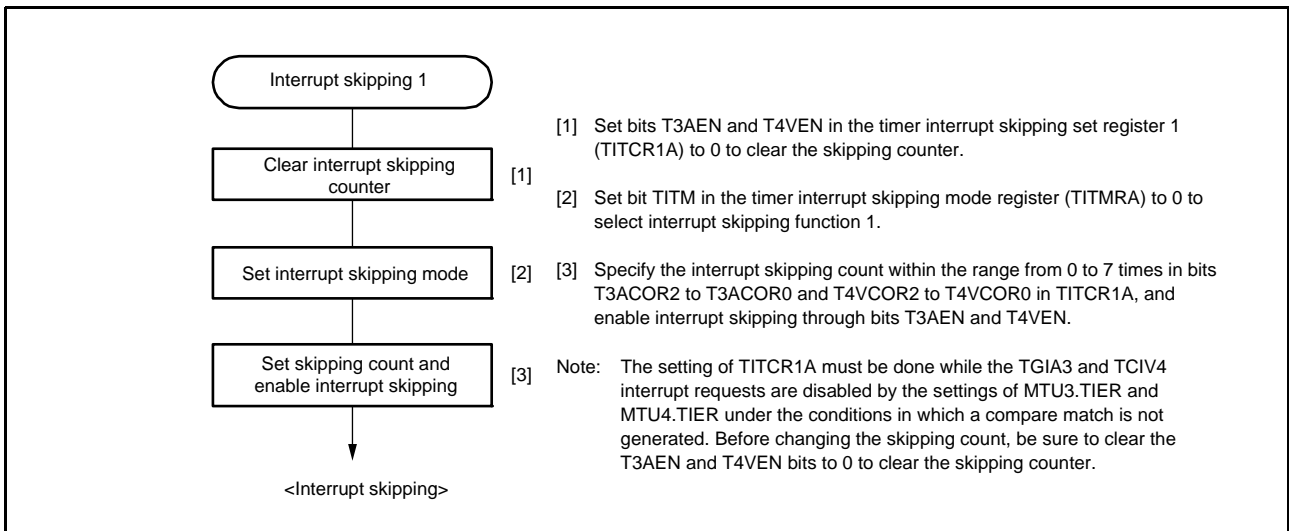 Interrupt skipping 1
Clear interrupt skipping
counter
[1]
Set interrupt skipping mode
[2]
Set skipping count and
enable interrupt skipping
[3]
<Interrupt skipping>
[1] Set bits T3AEN and T4VEN in the timer interrupt skipping set register 1
(TITCR1A) to 0 to clear the skipping counter.
[2] Set bit TITM in the timer interrupt skipping mode register (TITMRA) to 0 to
select interrupt skipping function 1.
[3] Specify the interrupt skipping count within the range from 0 to 7 times in bits
T3ACOR2 to T3ACOR0 and T4VCOR2 to T4VCOR0 in TITCR1A, and
enable interrupt skipping through bits T3AEN and T4VEN.
Note: The setting of TITCR1A must be done while the TGIA3 and TCIV4
interrupt requests are disabled by the settings of MTU3.TIER and
MTU4.TIER under the conditions in which a compare match is not
generated. Before changing the skipping count, be sure to clear the
T3AEN and T4VEN bits to 0 to clear the skipping counter.